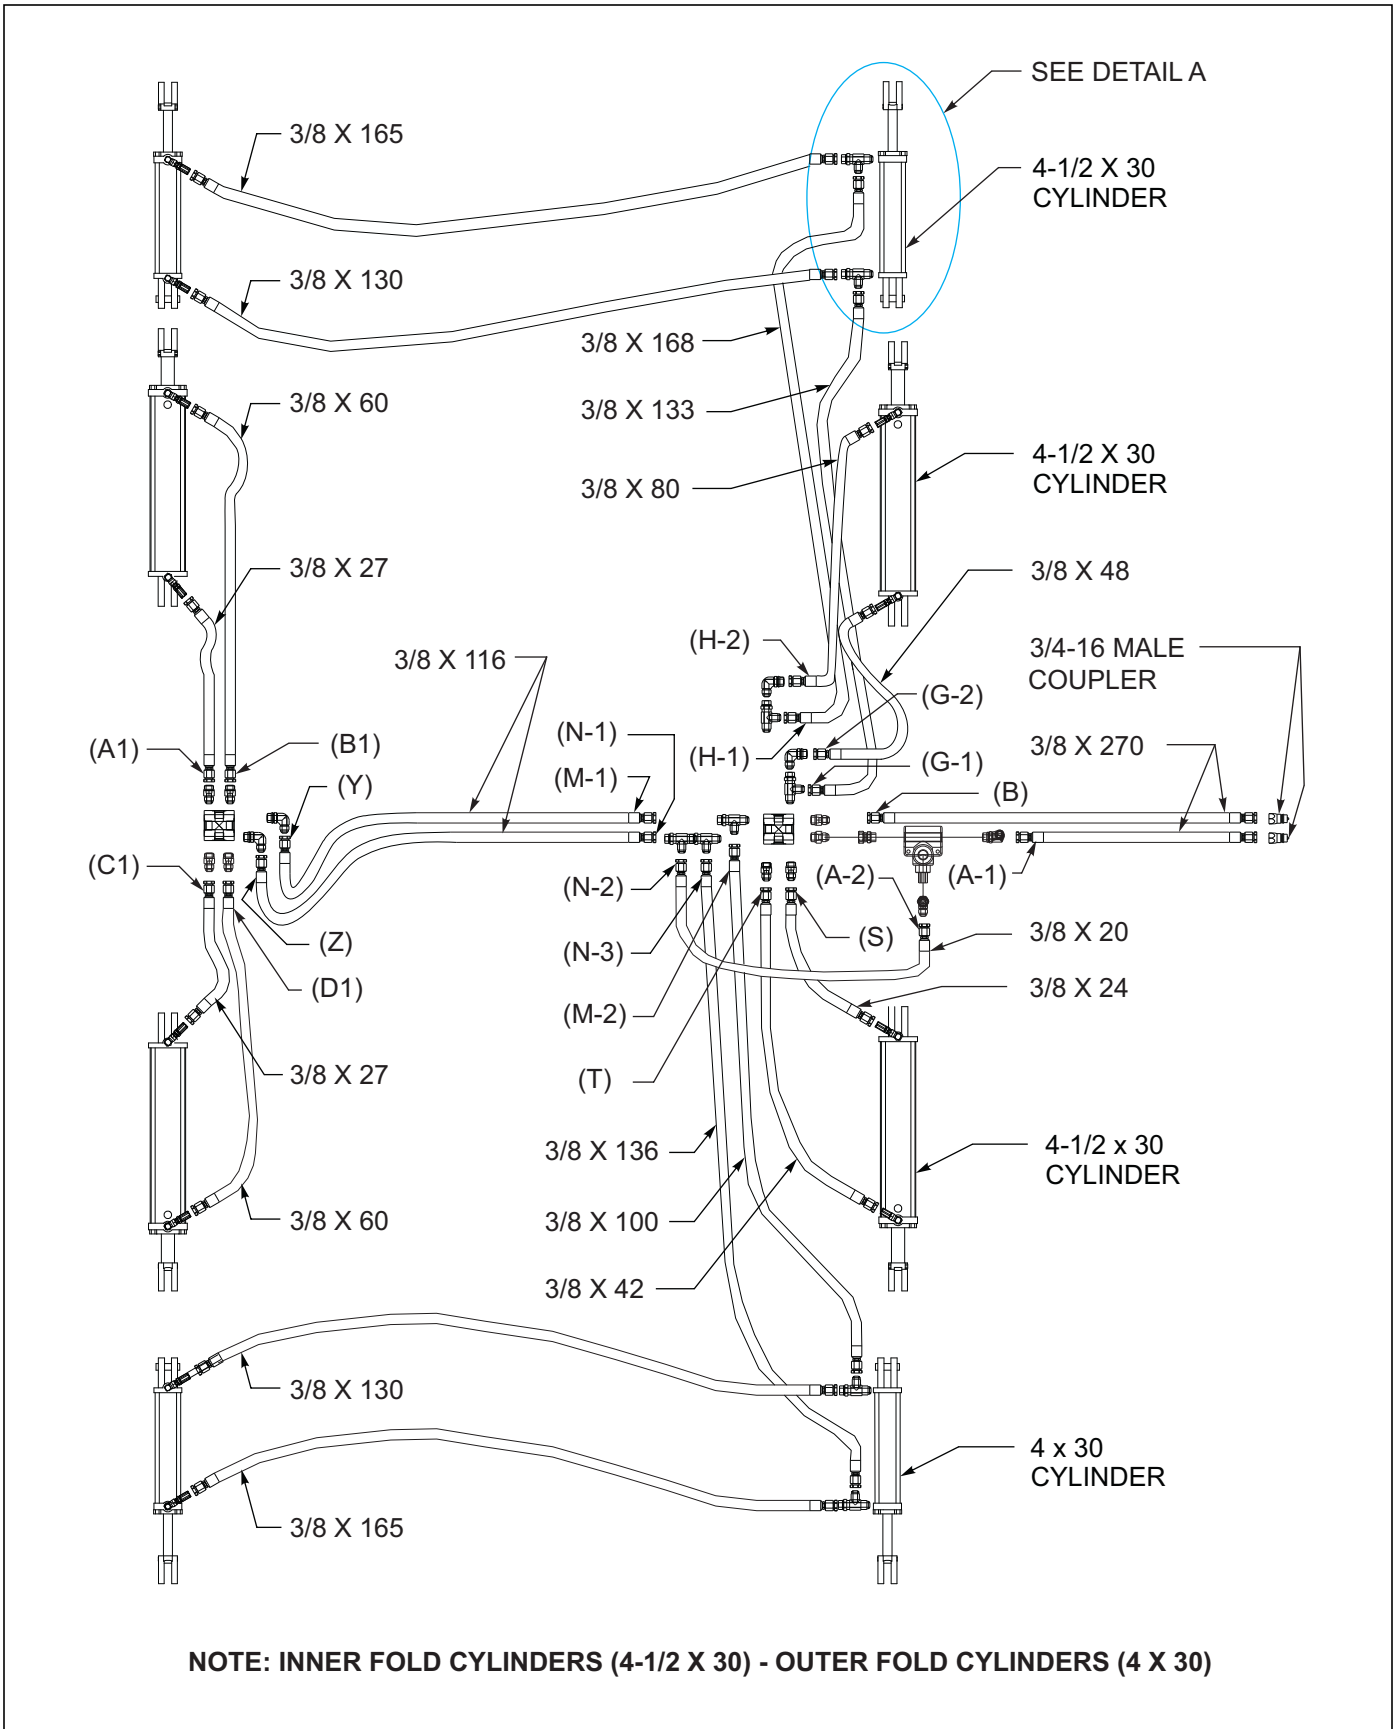 SEE DETAIL A
3/8 X 165
4-1/2 X 30
CYLINDER
3/8 X 130
3/8 X 168
3/8 X 60
3/8 X 133
4-1/2 X 30
CYLINDER
3/8 X 80
3/8 X 27
3/8 X 48
(H-2)
3/4-16 MALE
COUPLER
3/8 X 116
(G-2)
(N-1)
(A1)
(B1)
(H-1)
3/8 X 270
(G-1)
(M-1)
(Y)
(B)
(C1)
(N-2)
(A-2)
(A-1)
(Z)
(N-3)
(S)
3/8 X 20
(D1)
3/8 X 24
(M-2)
3/8 X 27
(T)
3/8 X 136
4-1/2 x 30
CYLINDER
3/8 X 60
3/8 X 100
3/8 X 42
3/8 X 130
4 x 30
CYLINDER
3/8 X 165
NOTE: INNER FOLD CYLINDERS (4-1/2 X 30) - OUTER FOLD CYLINDERS (4 X 30)